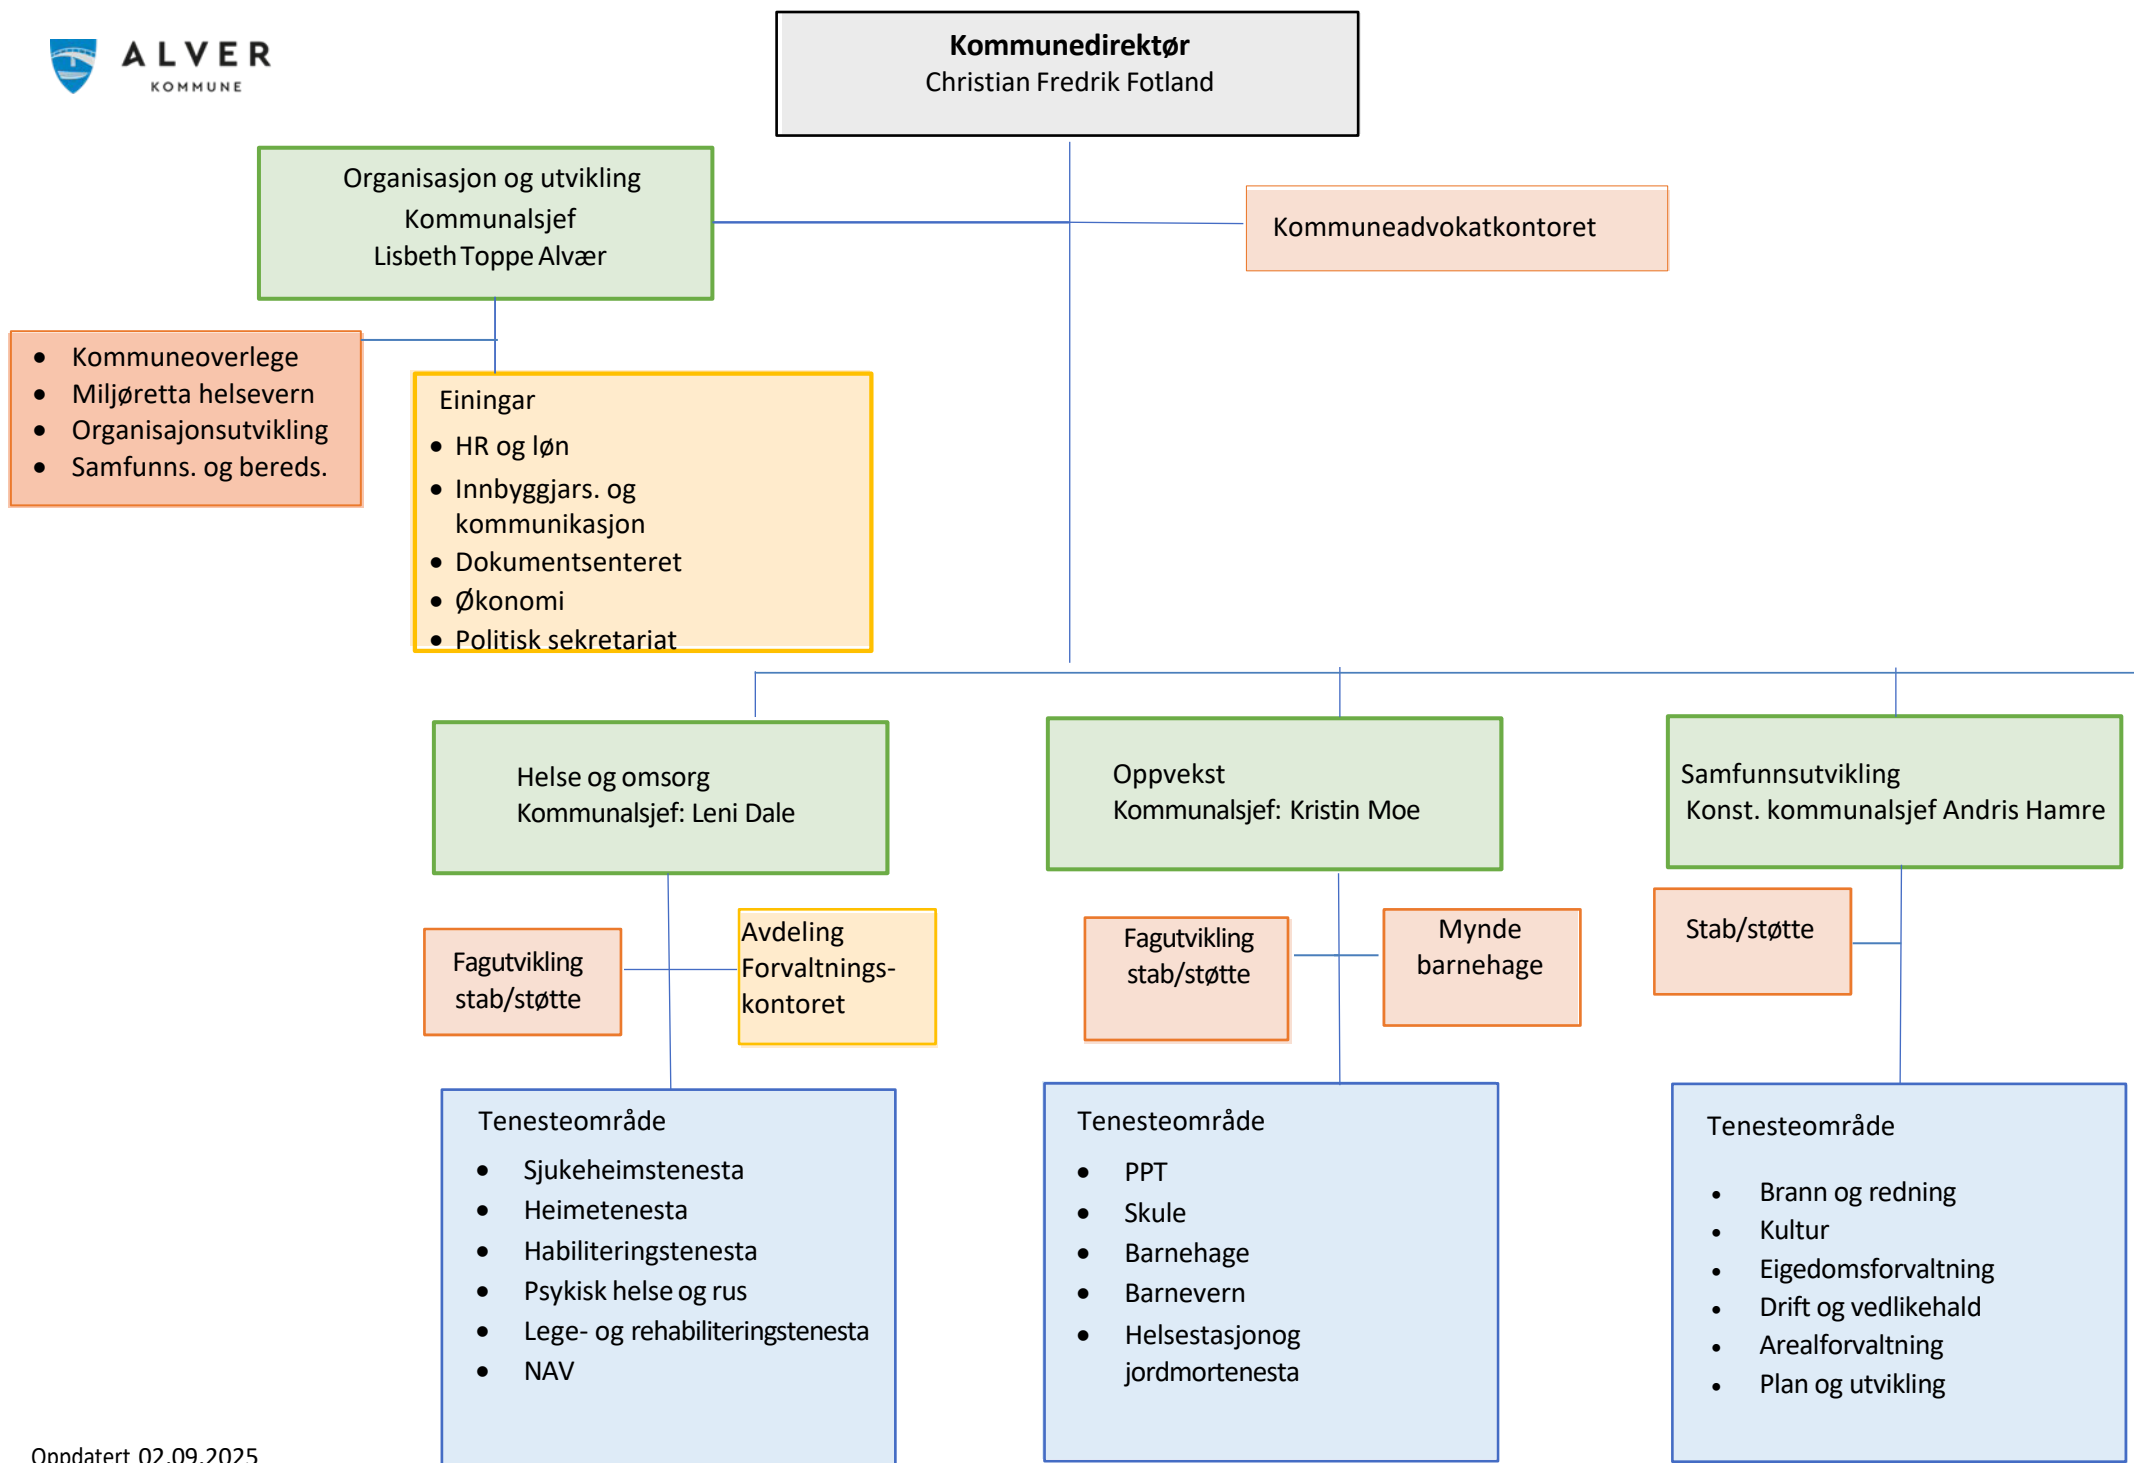 ALVER
KOMMUNE
Kommunedirektør
Christian Fredrik Fotland
Organisasjon og utvikling
Kommunalsjef
Lisbeth Toppe Alvær
Kommuneadvokatkontoret
• Kommuneoverlege
• Miljøretta helsevern
• Organisajonsutvikling
• Samfunns. og bereds.
Einingar
• HR og løn
• Innbyggjars. og
kommunikasjon
• Dokumentsenteret
• Økonomi
• Politisk sekretariat
Helse og omsorg
Kommunalsjef: Leni Dale
Oppvekst
Kommunalsjef: Kristin Moe
Samfunnsutvikling
Konst. kommunalsjef Andris Hamre
Fagutvikling
stab/støtte
Avdeling
Forvaltnings-
kontoret
Fagutvikling
stab/støtte
Mynde
barnehage
Stab/støtte
Tenesteområde
• Sjukeheimstenesta
• Heimetenesta
• Habiliteringstenesta
• Psykisk helse og rus
• Lege- og rehabiliteringstenesta
• NAV
Tenesteområde
• PPT
• Skule
• Barnehage
• Barnevern
• Helsestasjonog
jordmortenesta
Tenesteområde
• Brann og redning
• Kultur
• Eigedomsforvaltning
• Drift og vedlikehald
• Arealforvaltning
• Plan og utvikling
Oppdatert 02.09.2025